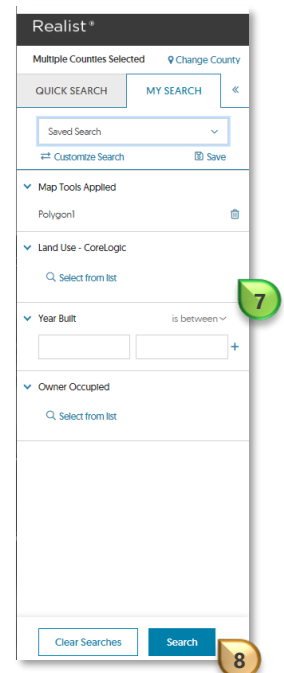 Realist®
Multiple Counties Selected Change County
QUICK SEARCH MY SEARCH «
Saved Search
Customize Search Save
Map Tools Applied
Polygon1
Land Use - CoreLogic
Select from list
7
Year Built is between
+
Owner Occupied
Select from list
Clear Searches Search
8